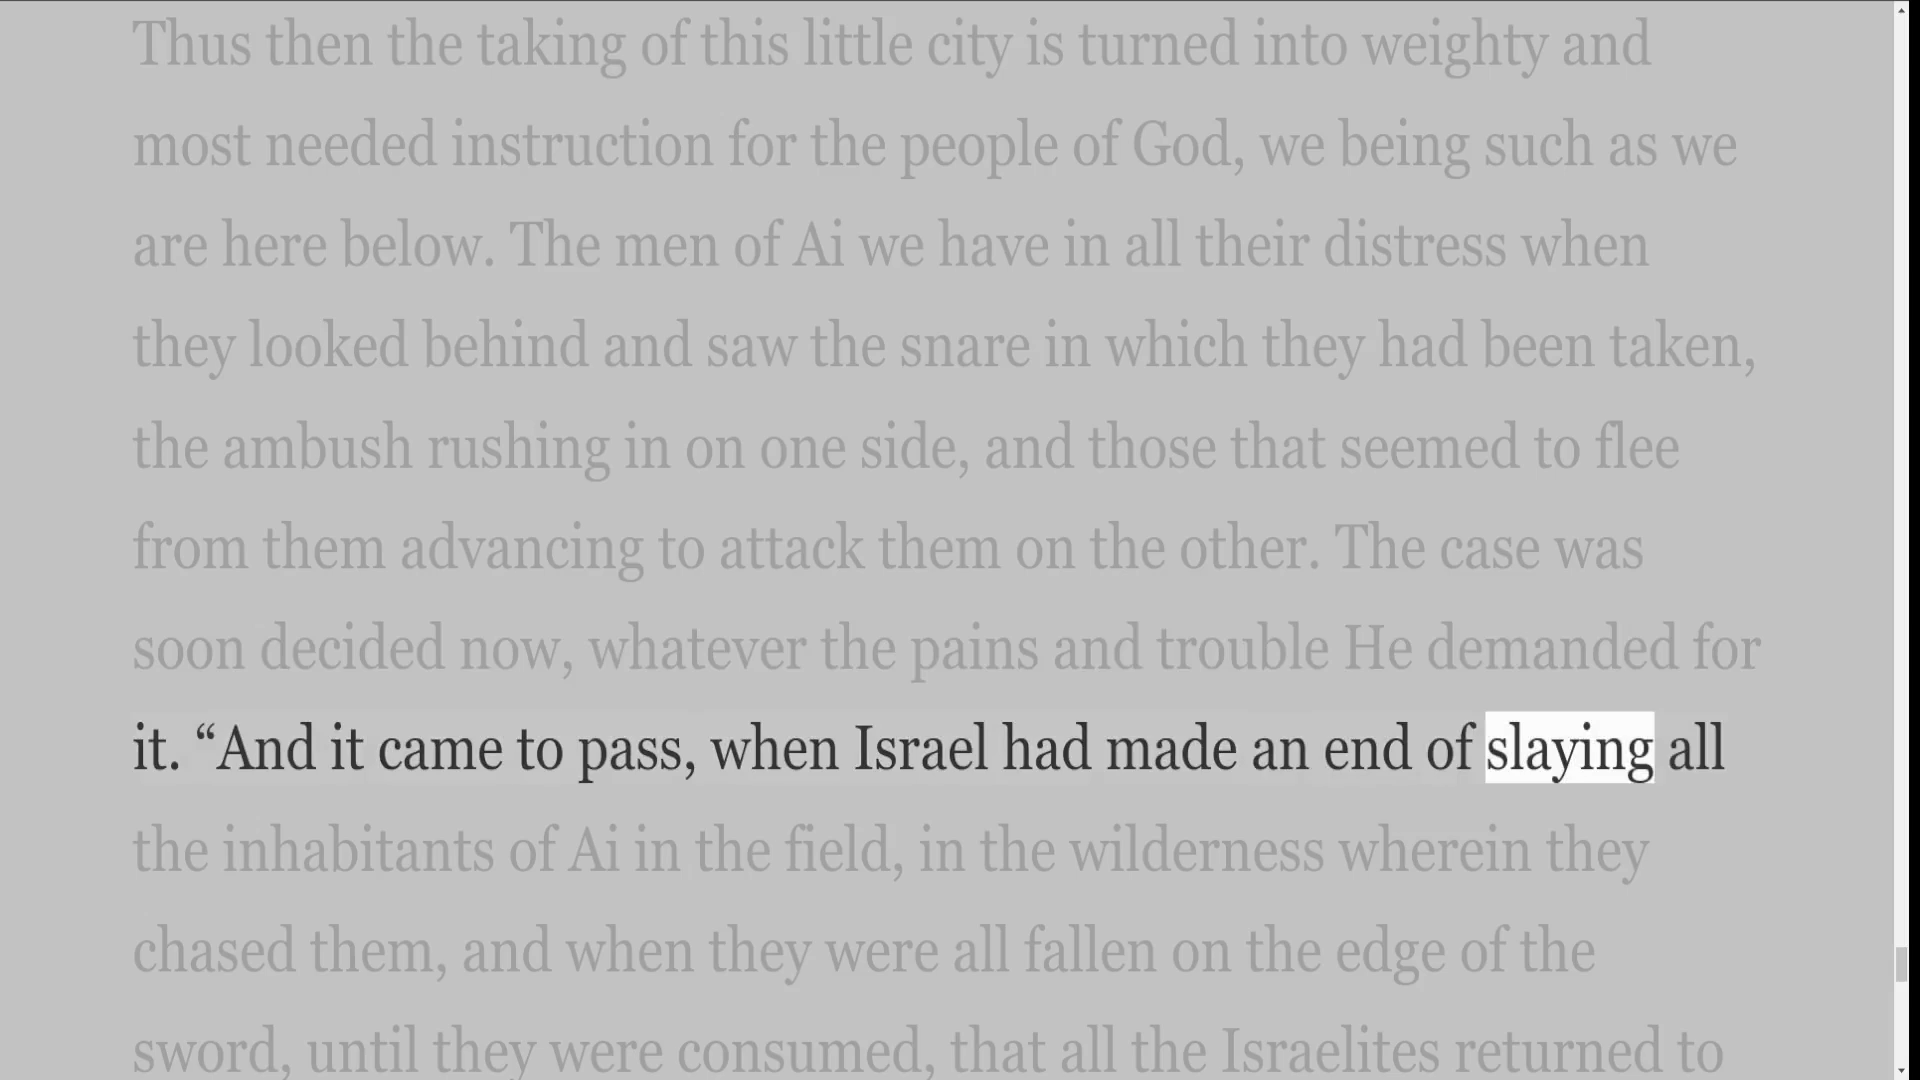 Thus then the taking of this little city is turned into weighty and
most needed instruction for the people of God, we being such as we
are here below. The men of Ai we have in all their distress when
they looked behind and saw the snare in which they had been taken,
the ambush rushing in on one side, and those that seemed to flee
from them advancing to attack them on the other. The case was
soon decided now, whatever the pains and trouble He demanded for
it. “And it came to pass, when Israel had made an end of slaying all
the inhabitants of Ai in the field, in the wilderness wherein they
chased them, and when they were all fallen on the edge of the
sword, until they were consumed, that all the Israelites returned to